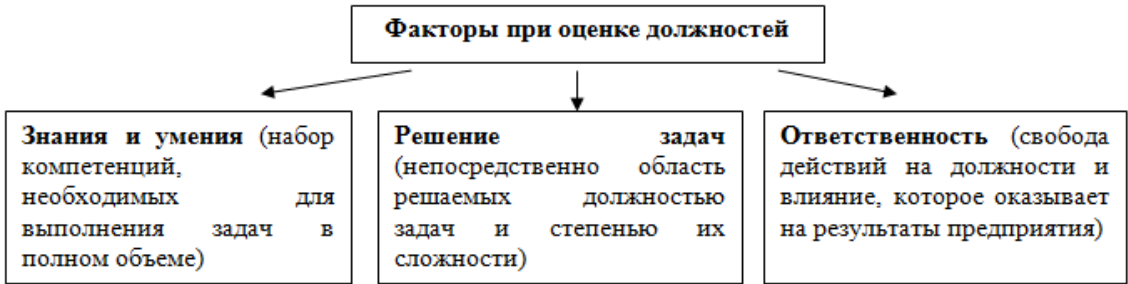 Факторы при оценке должностей
Знания и умения (набор
компетенций,
необходимых для
выполнения задач в
полном объеме)
Решение задач
(непосредственно область
решаемых должностью
задач и степенью их
сложности)
Ответственность (свобода
действий на должности и
влияние, которое оказывает
на результаты предприятия)